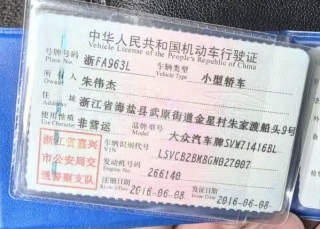 中华人民共和国机动车行驶证
Vehicle License of the People's Republic of China
号牌号码 浙FA963L 车辆类型 小型轿车
Plate No. Vehicle Type
所有人 朱伟杰
Owner
住址 浙江省海盐县武原街道金星村朱家渡船头9号
Address
使用性质 非营运 品牌型号 大众汽车牌SVW71416BL
Use Character Model
浙江省嘉兴
市公安局交
通警察支队
车辆识别代号 LSVCB2BM8GN027007
VIN
发动机号码 266140
Engine No.
注册日期 2016-06-08 发证日期 2016-06-08
Register Date Issue Date